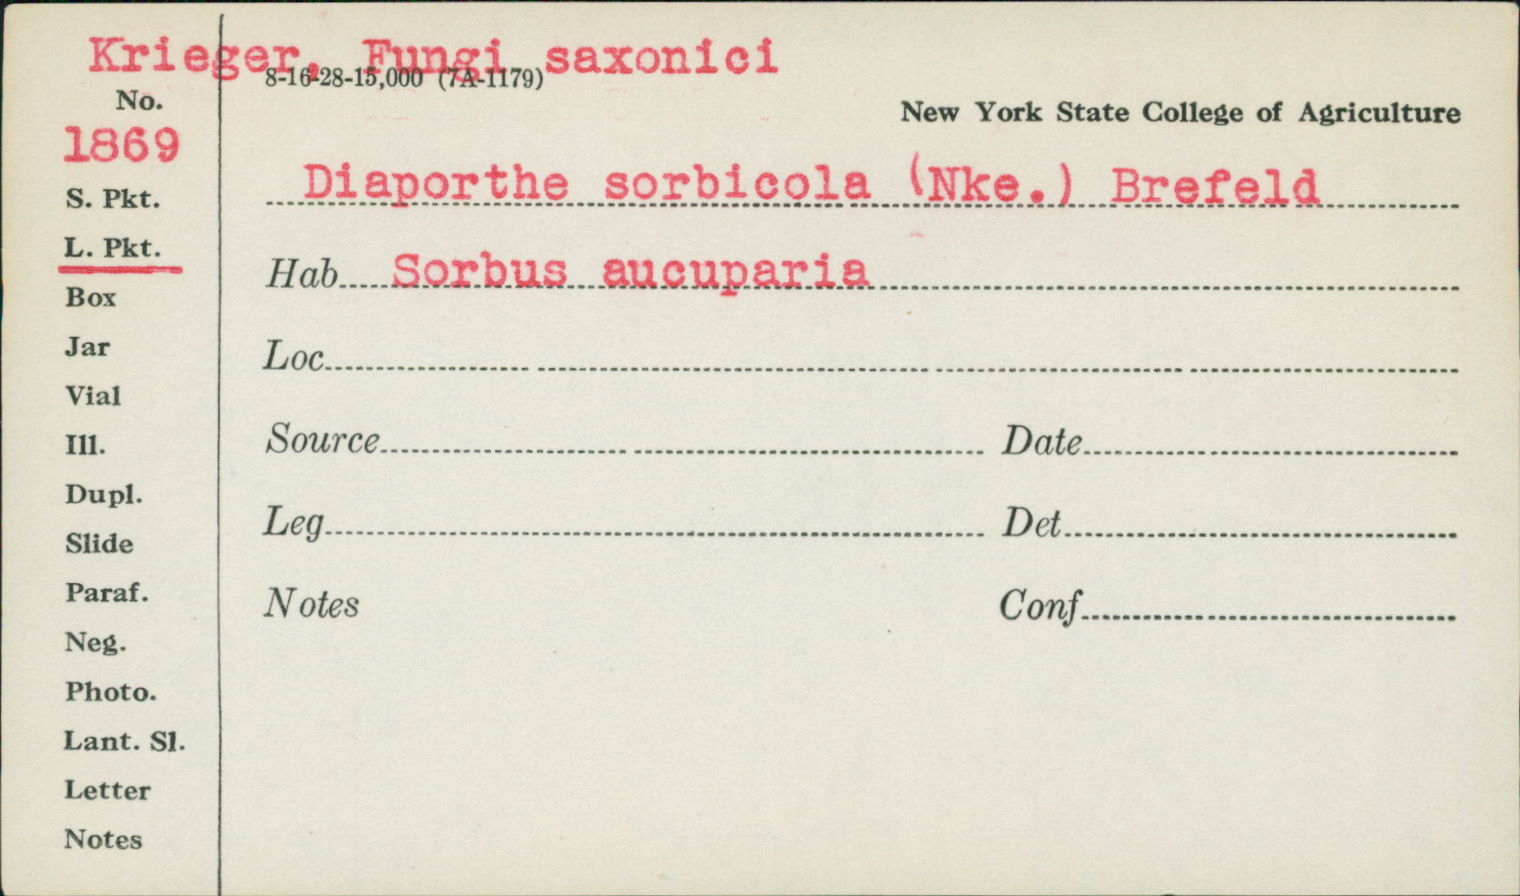 Krieger, Fungi saxonici
8-16-28-15,000 (7A-1179)
No.
New York State College of Agriculture
1869
Diaporthe sorbicola (Nke.) Brefeld
S. Pkt.
L. Pkt.
Hab. Sorbus aucuparia
Box
Jar
Loc.
Vial
Ill.
Source Date
Dupl.
Leg. Det.
Slide
Paraf.
Notes Conf.
Neg.
Photo.
Lant. Sl.
Letter
Notes